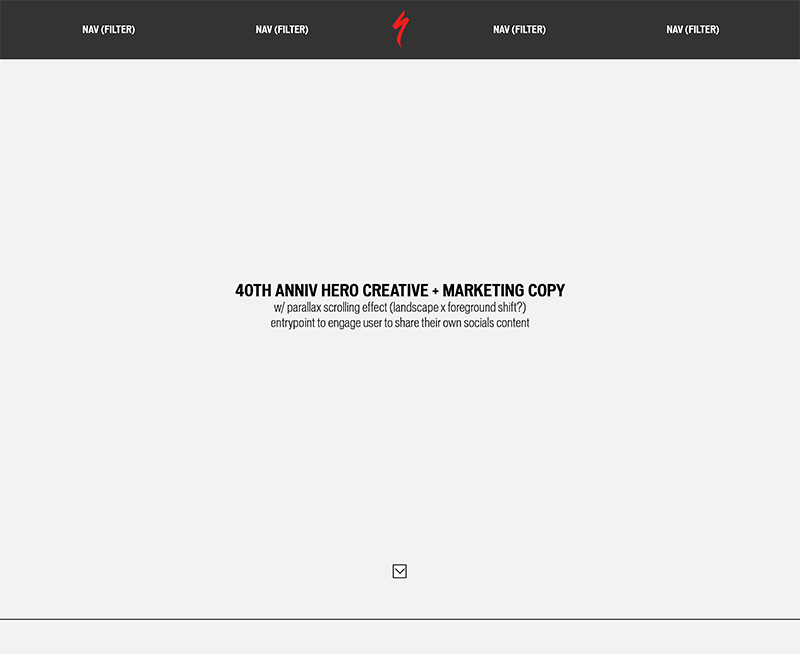 NAV (FILTER) NAV (FILTER) NAV (FILTER) NAV (FILTER)
40TH ANNIV HERO CREATIVE + MARKETING COPY
w/ parallax scrolling effect (landscape x foreground shift?)
entrypoint to engage user to share their own socials content